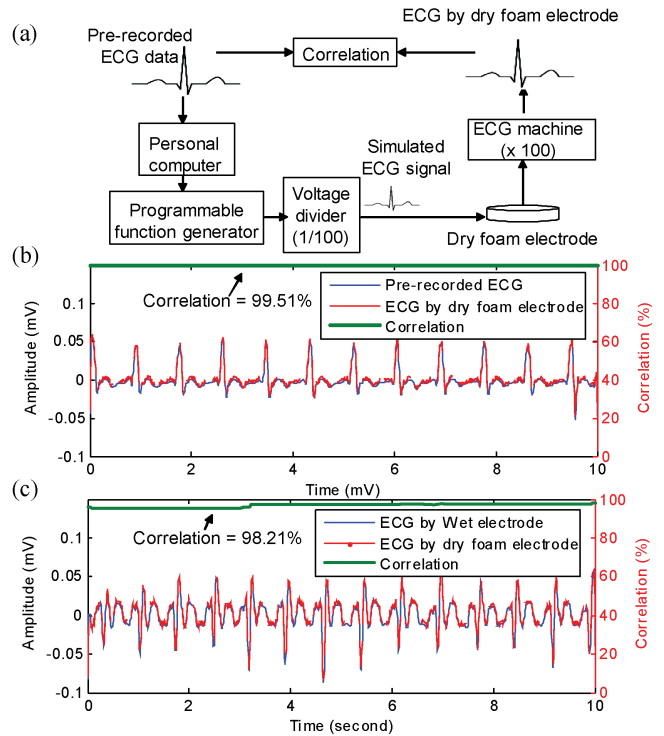 (a)
Pre-recorded
ECG data
Correlation
ECG by dry foam electrode
Personal
computer
Programmable
function generator
Voltage
divider
(1/100)
Simulated
ECG signal
ECG machine
(x 100)
Dry foam electrode
(b)
Correlation = 99.51%
Pre-recorded ECG
ECG by dry foam electrode
Correlation
Amplitude (mV)
0.1
0.05
0
-0.05
-0.1
0
2
4
6
8
10
Time (mV)
100
80
60
40
20
0
Correlation (%)
(c)
Correlation = 98.21%
ECG by Wet electrode
ECG by dry foam electrode
Correlation
Amplitude (mV)
0.1
0.05
0
-0.05
-0.1
0
2
4
6
8
10
Time (second)
100
80
60
40
20
0
Correlation (%)